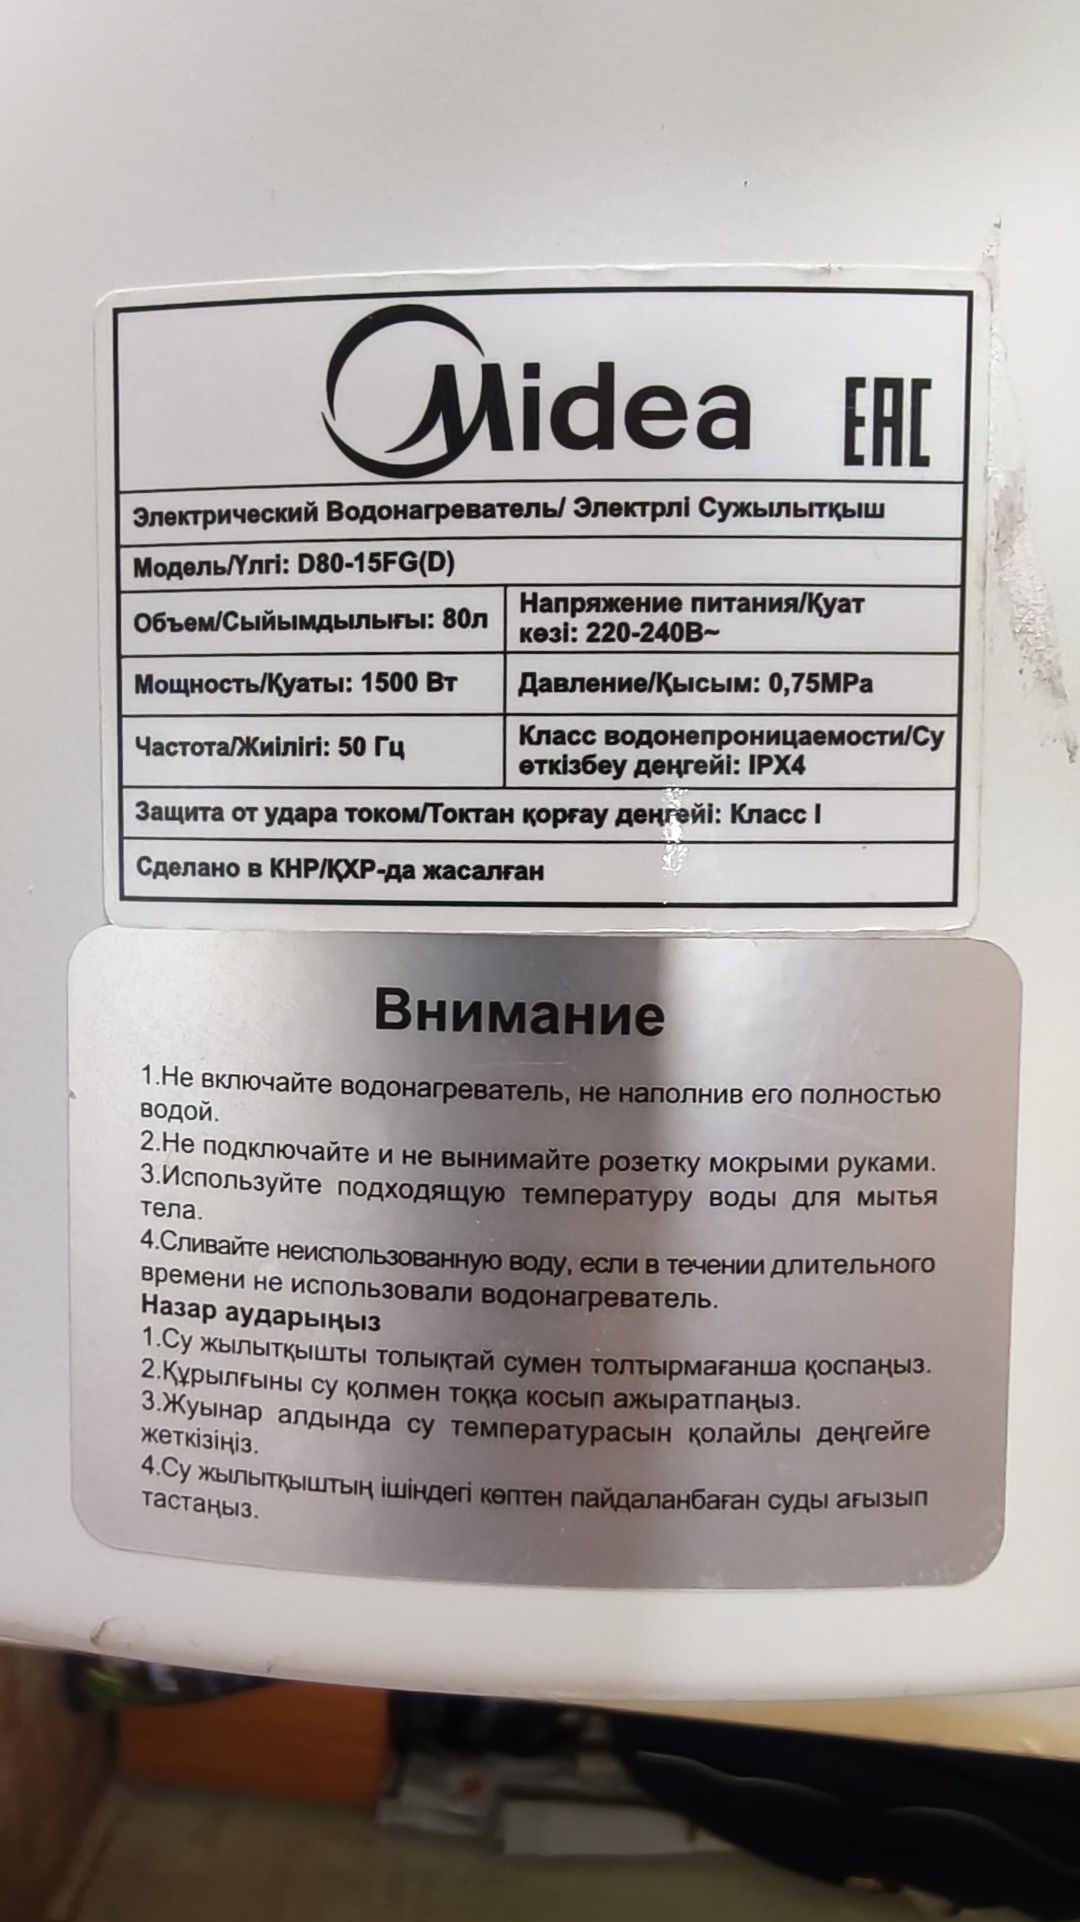 Midea
EAC
Электрический Водонагреватель/ Электрлі Сужылытқыш
Модель/Үлгі: D80-15FG(D)
Объем/Сыйымдылығы: 80л
Напряжение питания/Қуат
көзі: 220-240В~
Мощность/Қуаты: 1500 Вт
Давление/Қысым: 0,75MPa
Частота/Жиілігі: 50 Гц
Класс водонепроницаемости/Су
өткізбеу деңгейі: IPX4
Защита от удара током/Токтан қорғау деңгейі: Класс I
Сделано в КНР/ҚХР-да жасалған
Внимание
1.Не включайте водонагреватель, не наполнив его полностью
водой.
2.Не подключайте и не вынимайте розетку мокрыми руками.
3.Используйте подходящую температуру воды для мытья
тела.
4.Сливайте неиспользованную воду, если в течении длительного
времени не использовали водонагреватель.
Назар аударыңыз
1.Су жылытқышты толықтай сумен толтырмағанша қоспаңыз.
2.Құрылғыны су қолмен тоққа косып ажыратпаңыз.
3.Жуынар алдында су температурасын қолайлы деңгейге
жеткізіңіз.
4.Су жылытқыштың ішіндегі көптен пайдаланбаған суды ағызып
тастаңыз.